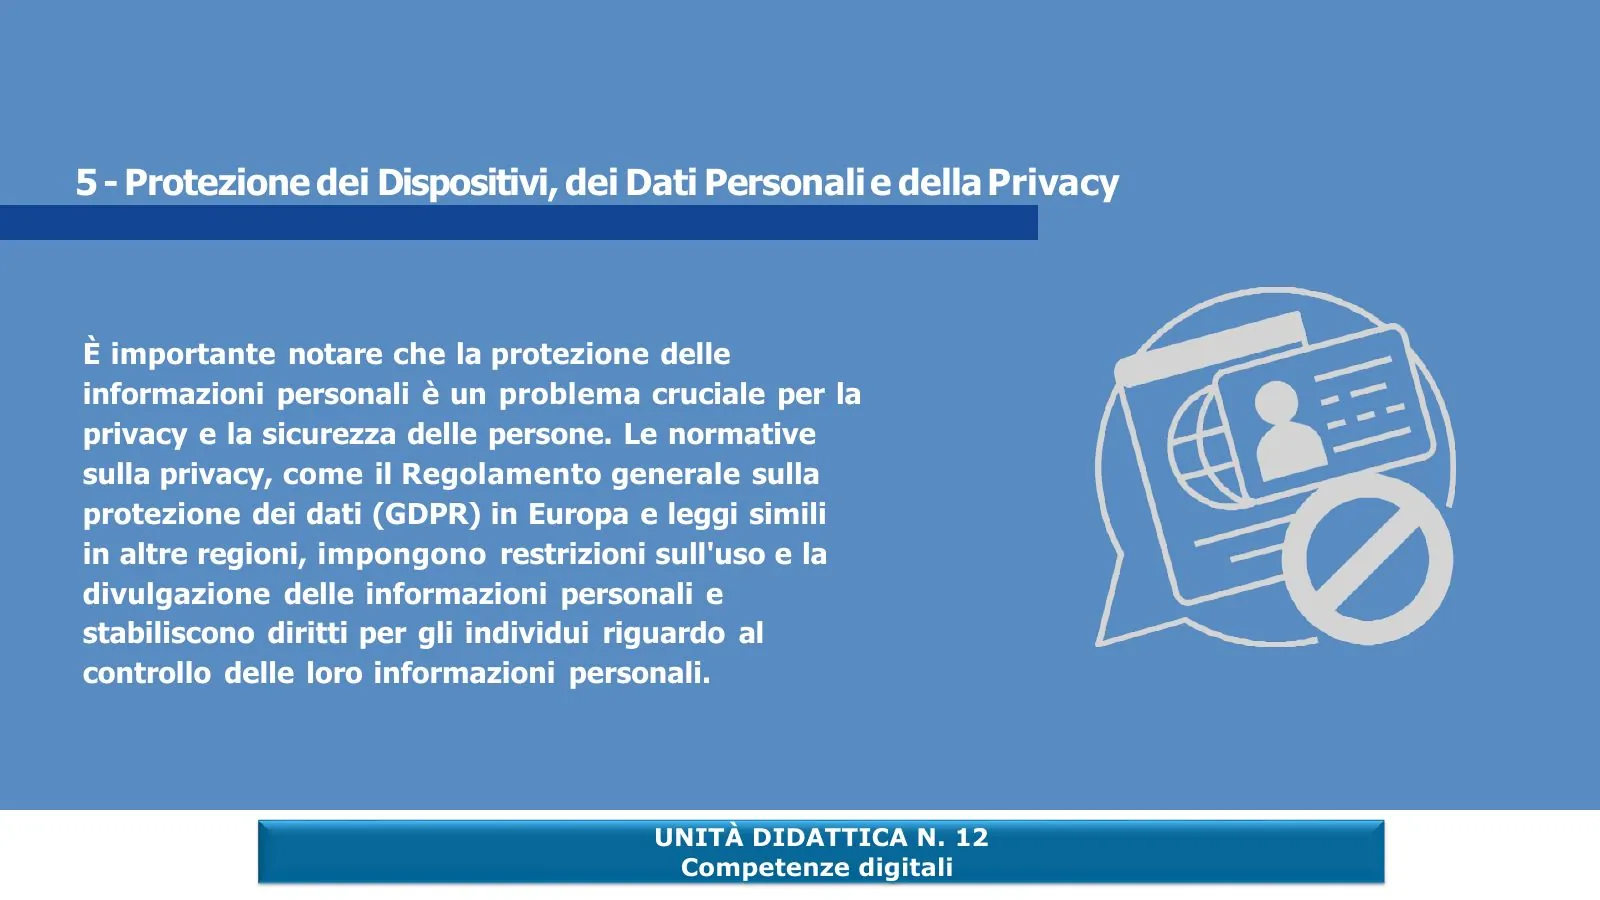 5 - Protezione dei Dispositivi, dei Dati Personali e della Privacy
È importante notare che la protezione delle
informazioni personali è un problema cruciale per la
privacy e la sicurezza delle persone. Le normative
sulla privacy, come il Regolamento generale sulla
protezione dei dati (GDPR) in Europa e leggi simili
in altre regioni, impongono restrizioni sull'uso e la
divulgazione delle informazioni personali e
stabiliscono diritti per gli individui riguardo al
controllo delle loro informazioni personali.
UNITÀ DIDATTICA N. 12
Competenze digitali